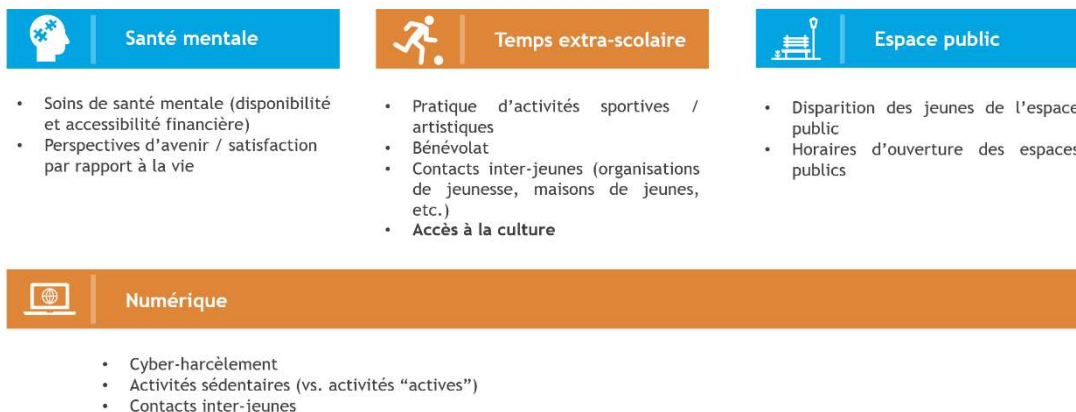 Santé mentale
• Soins de santé mentale (disponibilité
et accessibilité financière)
• Perspectives d'avenir / satisfaction
par rapport à la vie
Temps extra-scolaire
• Pratique d'activités sportives /
artistiques
• Bénévolat
• Contacts inter-jeunes (organisations
de jeunesse, maisons de jeunes,
etc.)
• Accès à la culture
Espace public
• Disparition des jeunes de l'espace
public
• Horaires d'ouverture des espaces
publics
Numérique
• Cyber-harcèlement
• Activités sédentaires (vs. activités “actives”)
• Contacts inter-jeunes